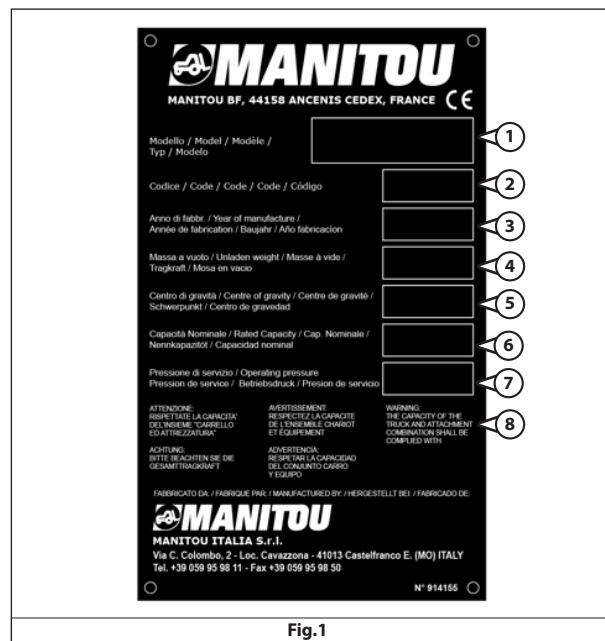 MANITOU
MANITOU BF, 44158 ANCENIS CEDEX, FRANCE CE
Modello / Model / Modèle /
Typ / Modelo
1
Codice / Code / Code / Code / Código
2
Anno di fabbr. / Year of manufacture /
Année de fabrication / Baujahr / Año fabricacion
3
Massa a vuoto / Unladen weight / Masse à vide /
Tragkraft / Mosa en vacio
4
Centro di gravità / Centre of gravity / Centre de gravité /
Schwerpunkt / Centro de gravedad
5
Capacità Nominale / Rated Capacity / Cap. Nominale /
Nennkapazitöt / Capacidad nominal
6
Pressione di servizio / Operating pressure
Pression de service / Betriebsdruck / Presion de servicio
7
ATTENZIONE:
RISPETTATE LA CAPACITA'
DEL'INSIEME "CARRELLO
ED ATTREZZATURA"
ACHTUNG:
BITTE BEACHTEN SIE DIE
GESAMTTRAGKRAFT
AVERTISSEMENT:
RESPECTEZ LA CAPACITE
DE L'ENSEMBLE CHARIOT
ET ÉQUIPEMENT
ADVERTENCIA:
RESPETAR LA CAPACIDAD
DEL CONJUNTO CARRO
Y EQUIPO
WARNING:
THE CAPACITY OF THE
TRUCK AND ATTACHMENT
COMBINATION SHALL BE
COMPLIED WITH
8
FABBRICATO DA: / FABRIQUE PAR: / MANUFACTURED BY: / HERGESTELLT BEI: / FABRICADO DE:
MANITOU
MANITOU ITALIA S.r.l.
Via C. Colombo, 2 - Loc. Cavazzona - 41013 Castelfranco E. (MO) ITALY
Tel. +39 059 95 98 11 - Fax +39 059 95 98 50
N° 914155
Fig.1